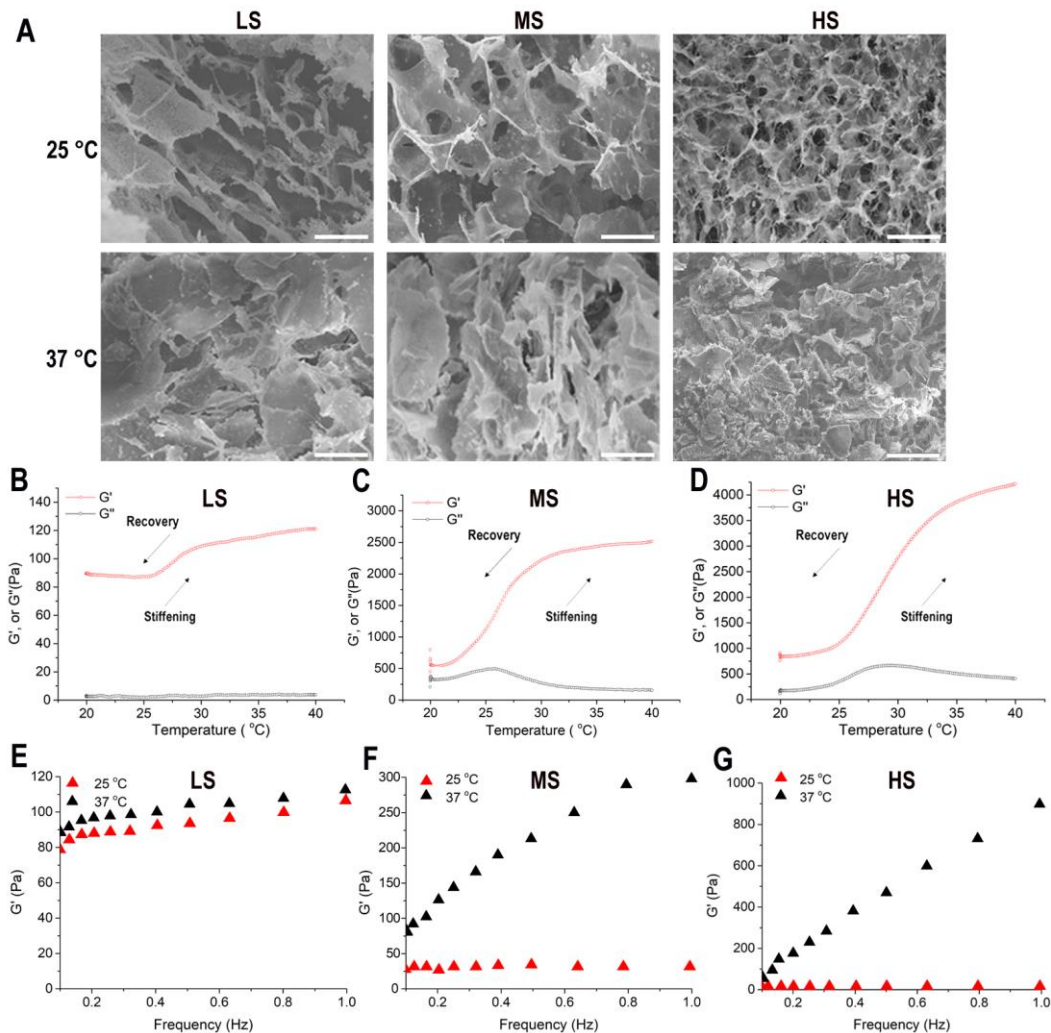 A
LS
MS
HS
25 °C
37 °C
B
LS
G'
G"
Recovery
Stiffening
G', or G"(Pa)
140
120
100
80
60
40
20
0
20
25
30
35
40
Temperature ( °C)
C
MS
G'
G"
Recovery
Stiffening
G', or G"(Pa)
3000
2500
2000
1500
1000
500
0
20
25
30
35
40
Temperature ( °C)
D
HS
G'
G"
Recovery
Stiffening
G', or G"(Pa)
4000
3500
3000
2500
2000
1500
1000
500
0
20
25
30
35
40
Temperature ( °C)
E
LS
25 °C
37 °C
G' (Pa)
120
100
80
60
40
20
0
0.2
0.4
0.6
0.8
1.0
Frequency (Hz)
F
MS
25 °C
37 °C
G' (Pa)
300
250
200
150
100
50
0
0.2
0.4
0.6
0.8
1.0
Frequency (Hz)
G
HS
25 °C
37 °C
G' (Pa)
1000
800
600
400
200
0
0.2
0.4
0.6
0.8
1.0
Frequency (Hz)